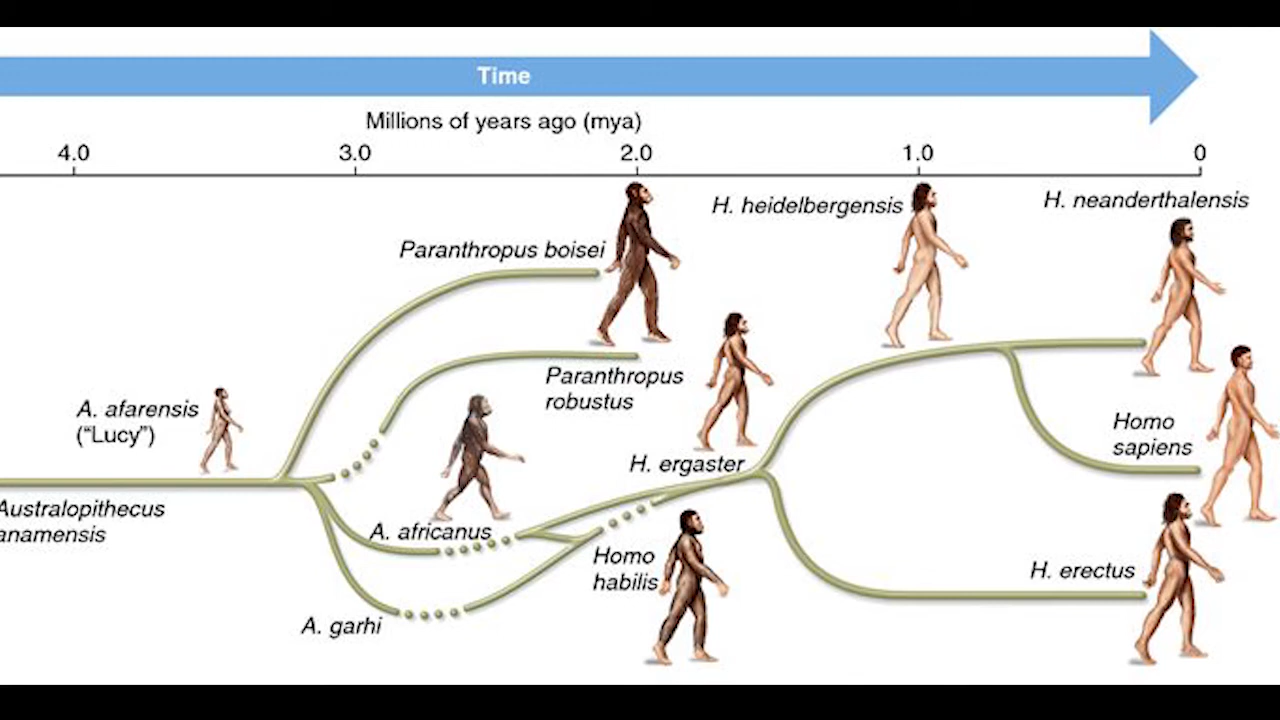 Time
Millions of years ago (mya)
4.0 3.0 2.0 1.0 0
H. heidelbergensis
H. neanderthalensis
Paranthropus boisei
Paranthropus
robustus
A. afarensis
(“Lucy”)
Homo
sapiens
H. ergaster
Australopithecus
anamensis
A. africanus
Homo
habilis
H. erectus
A. garhi